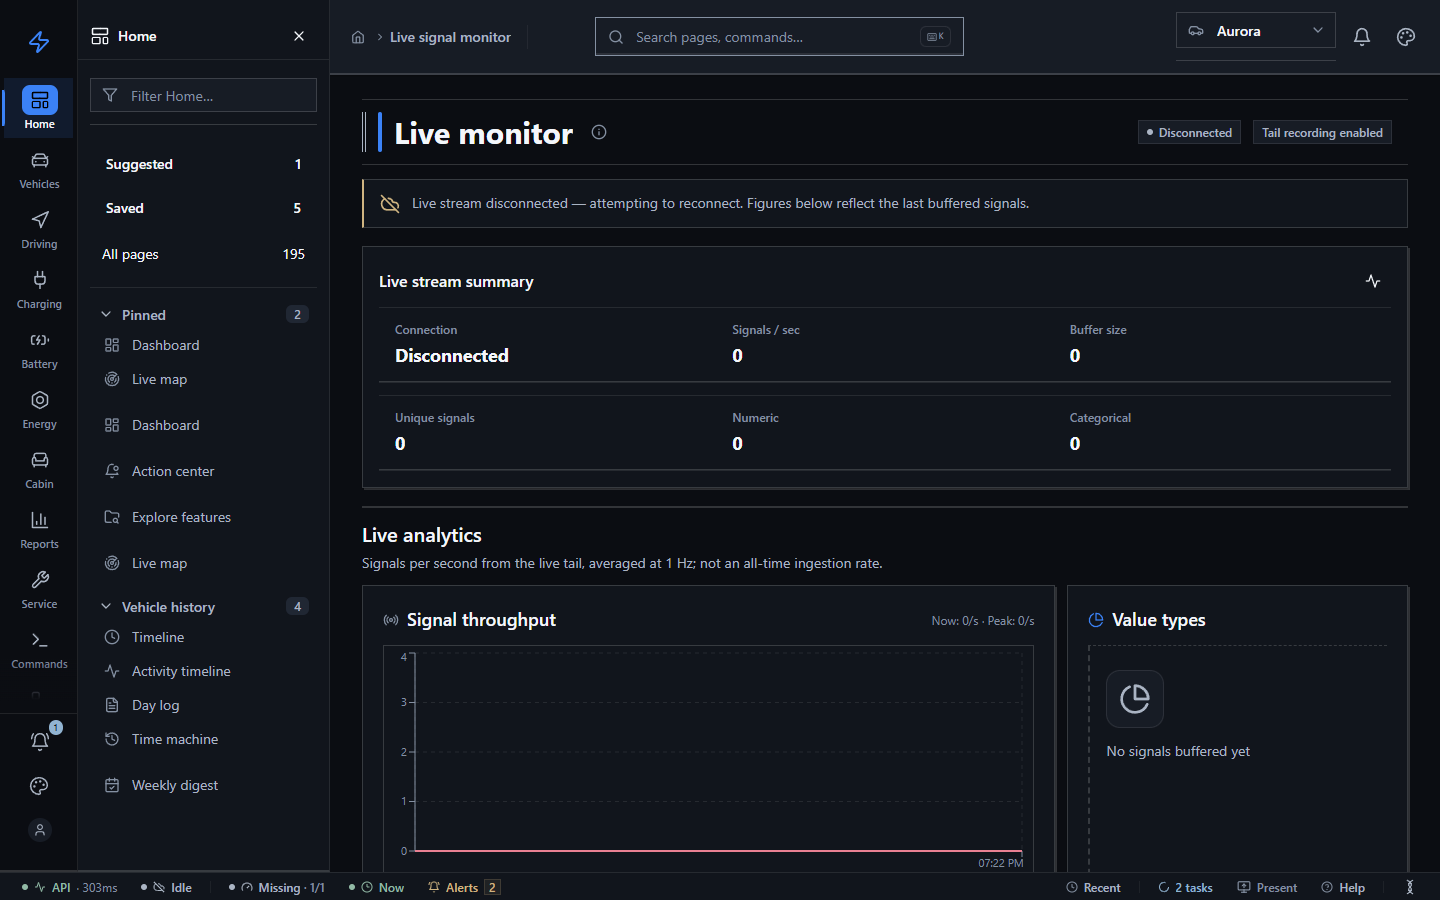 Home
Vehicles
Driving
Charging
Battery
Energy
Cabin
Reports
Service
Commands
1
Home
Filter Home...
Suggested 1
Saved 5
All pages 195
Pinned 2
Dashboard
Live map
Dashboard
Action center
Explore features
Live map
Vehicle history 4
Timeline
Activity timeline
Day log
Time machine
Weekly digest
Live signal monitor
Search pages, commands... K
Aurora
Live monitor
Disconnected
Tail recording enabled
Live stream disconnected — attempting to reconnect. Figures below reflect the last buffered signals.
Live stream summary
Connection Signals / sec Buffer size
Disconnected 0 0
Unique signals Numeric Categorical
0 0 0
Live analytics
Signals per second from the live tail, averaged at 1 Hz; not an all-time ingestion rate.
Signal throughput Now: 0/s · Peak: 0/s
4
3
2
1
0
07:22 PM
Value types
No signals buffered yet
API · 303ms Idle Missing · 1/1 Now Alerts 2 Recent 2 tasks Present Help